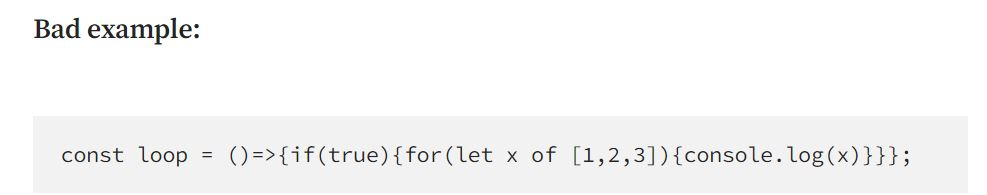 Bad example:
const loop = ()=>{if(true){for(let x of [1,2,3]){console.log(x)}}};